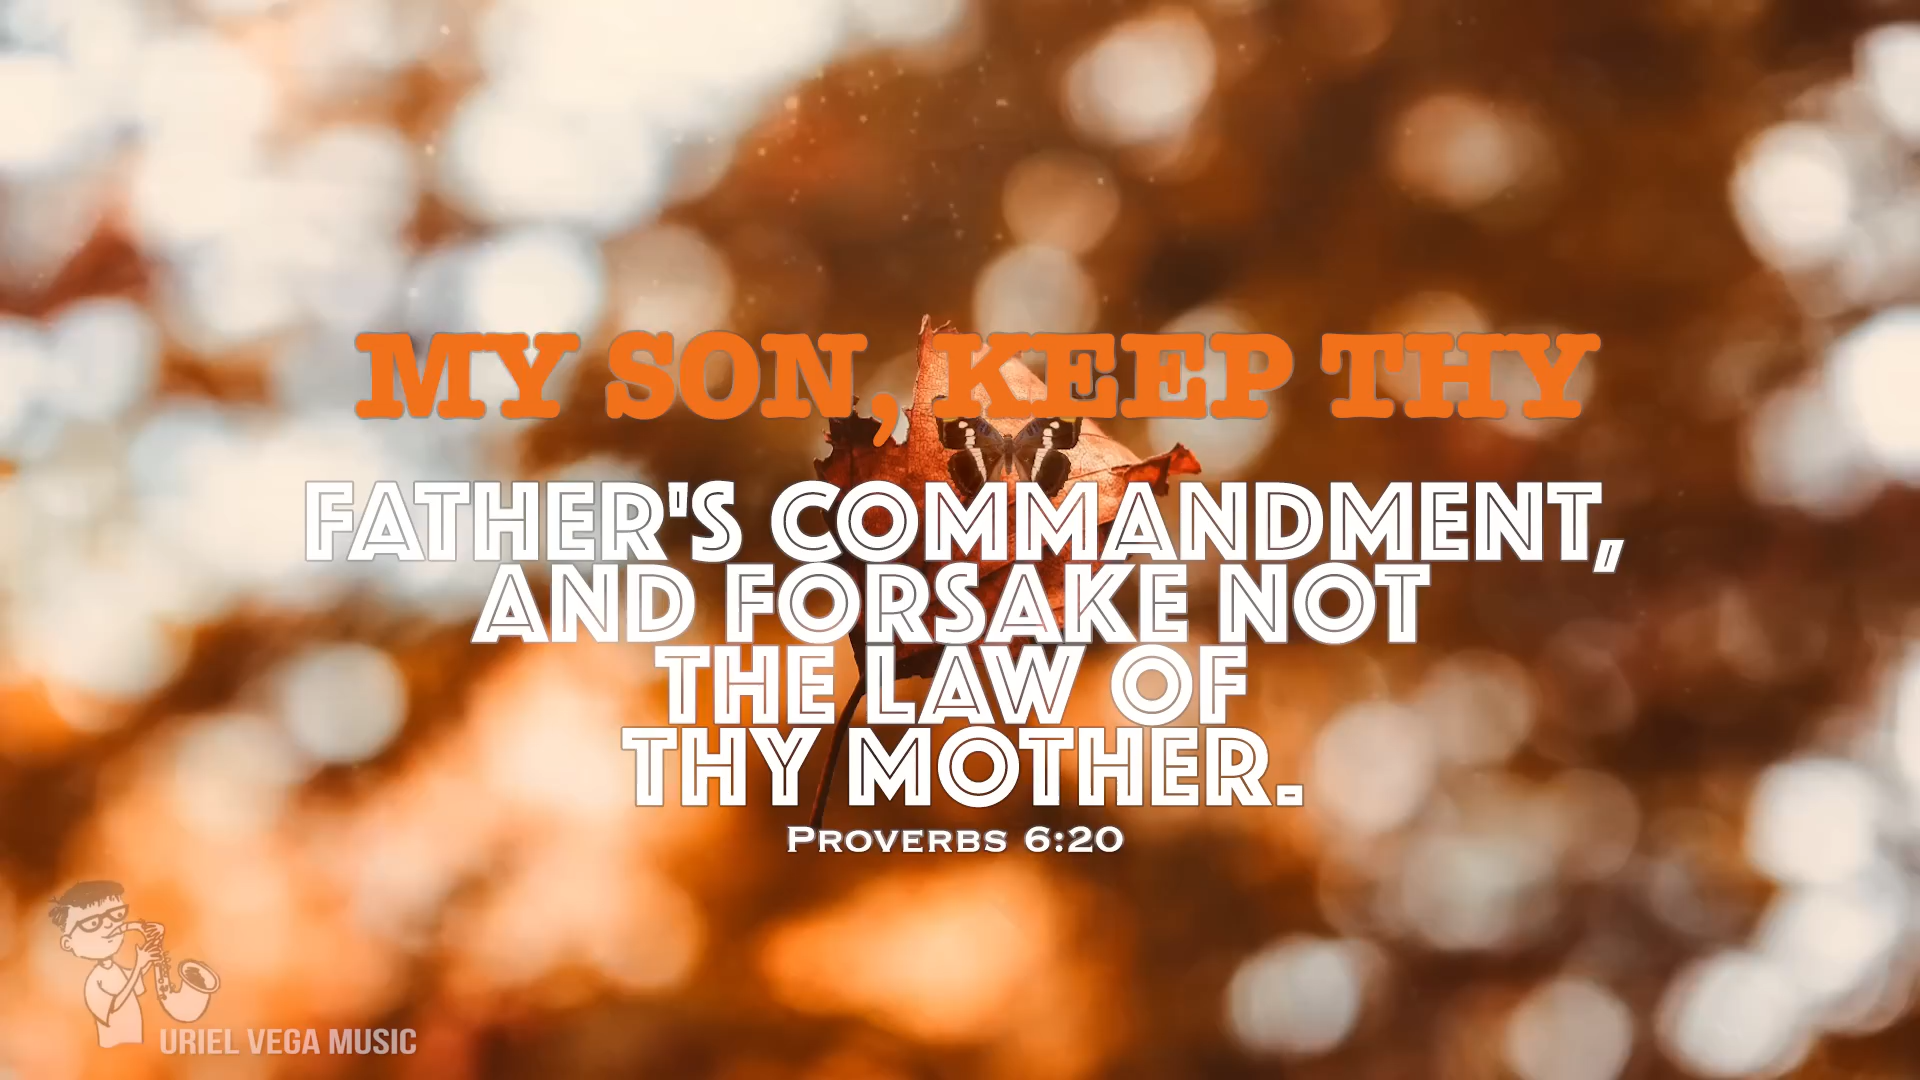 MY SON, KEEP THY
FATHER'S COMMANDMENT,
AND FORSAKE NOT
THE LAW OF
THY MOTHER.
PROVERBS 6:20
URIEL VEGA MUSIC